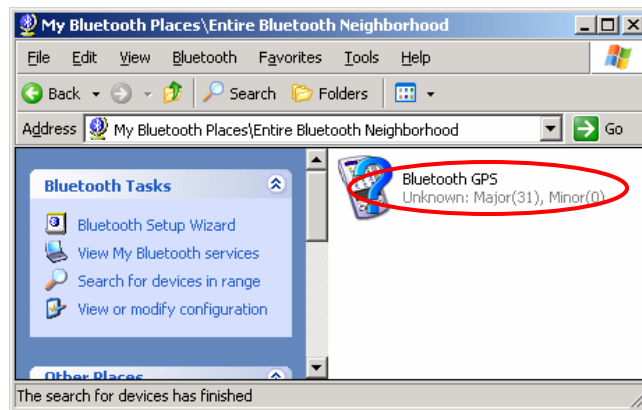 My Bluetooth Places\Entire Bluetooth Neighborhood
File Edit View Bluetooth Favorites Tools Help
Back Search Folders
Address My Bluetooth Places\Entire Bluetooth Neighborhood Go
Bluetooth Tasks
Bluetooth Setup Wizard
View My Bluetooth services
Search for devices in range
View or modify configuration
Other Places
Bluetooth GPS
Unknown: Major(31), Minor(0)
The search for devices has finished